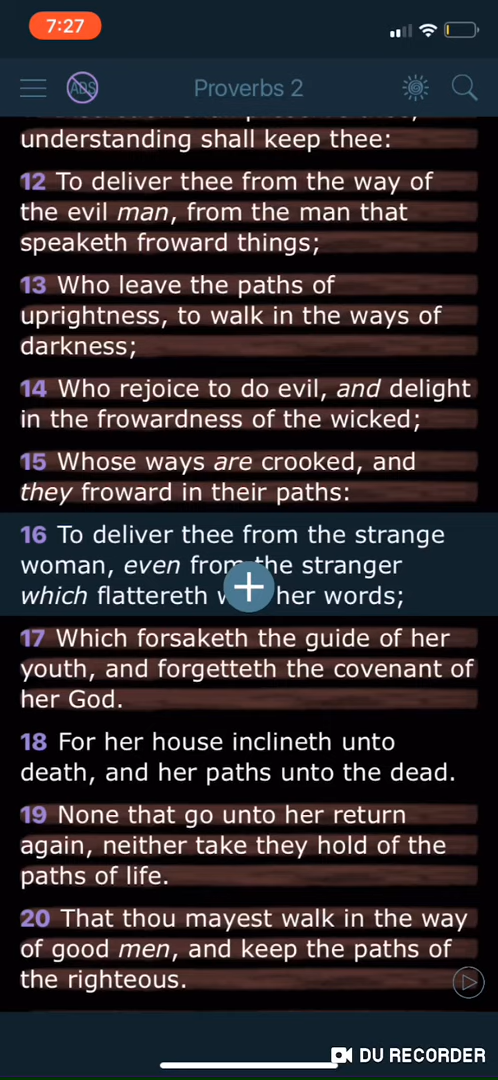 7:27
ADS
Proverbs 2
understanding shall keep thee:
12 To deliver thee from the way of
the evil man, from the man that
speaketh froward things;
13 Who leave the paths of
uprightness, to walk in the ways of
darkness;
14 Who rejoice to do evil, and delight
in the frowardness of the wicked;
15 Whose ways are crooked, and
they froward in their paths:
16 To deliver thee from the strange
woman, even from the stranger
which flattereth her words;
17 Which forsaketh the guide of her
youth, and forgetteth the covenant of
her God.
18 For her house inclineth unto
death, and her paths unto the dead.
19 None that go unto her return
again, neither take they hold of the
paths of life.
20 That thou mayest walk in the way
of good men, and keep the paths of
the righteous.
DU RECORDER